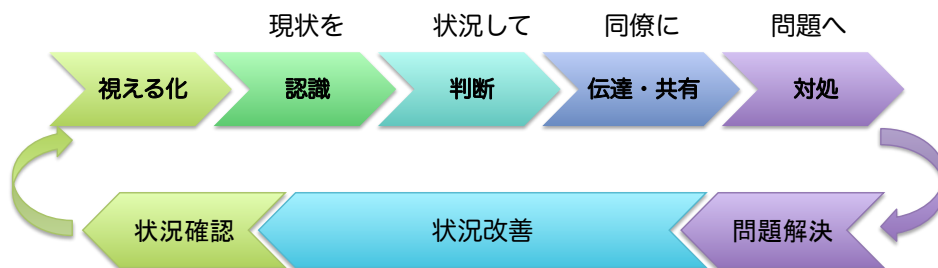 現状を
状況して
同僚に
問題へ
視える化
認識
判断
伝達・共有
対処
状況確認
状況改善
問題解決